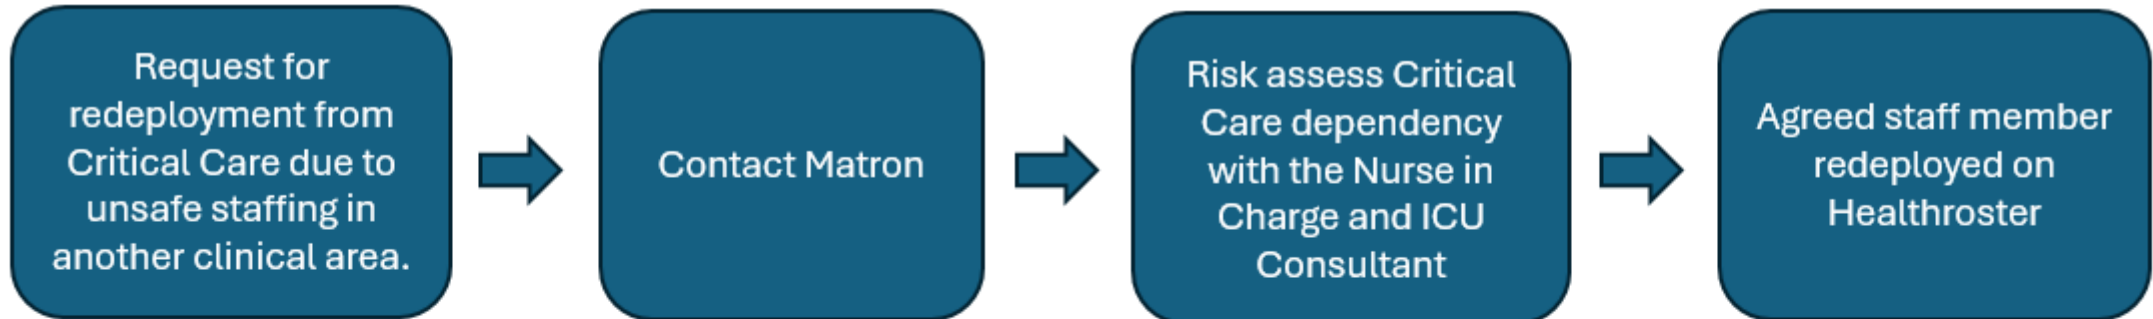 Request for
redeployment from
Critical Care due to
unsafe staffing in
another clinical area.
Contact Matron
Risk assess Critical
Care dependency
with the Nurse in
Charge and ICU
Consultant
Agreed staff member
redeployed on
Healthroster